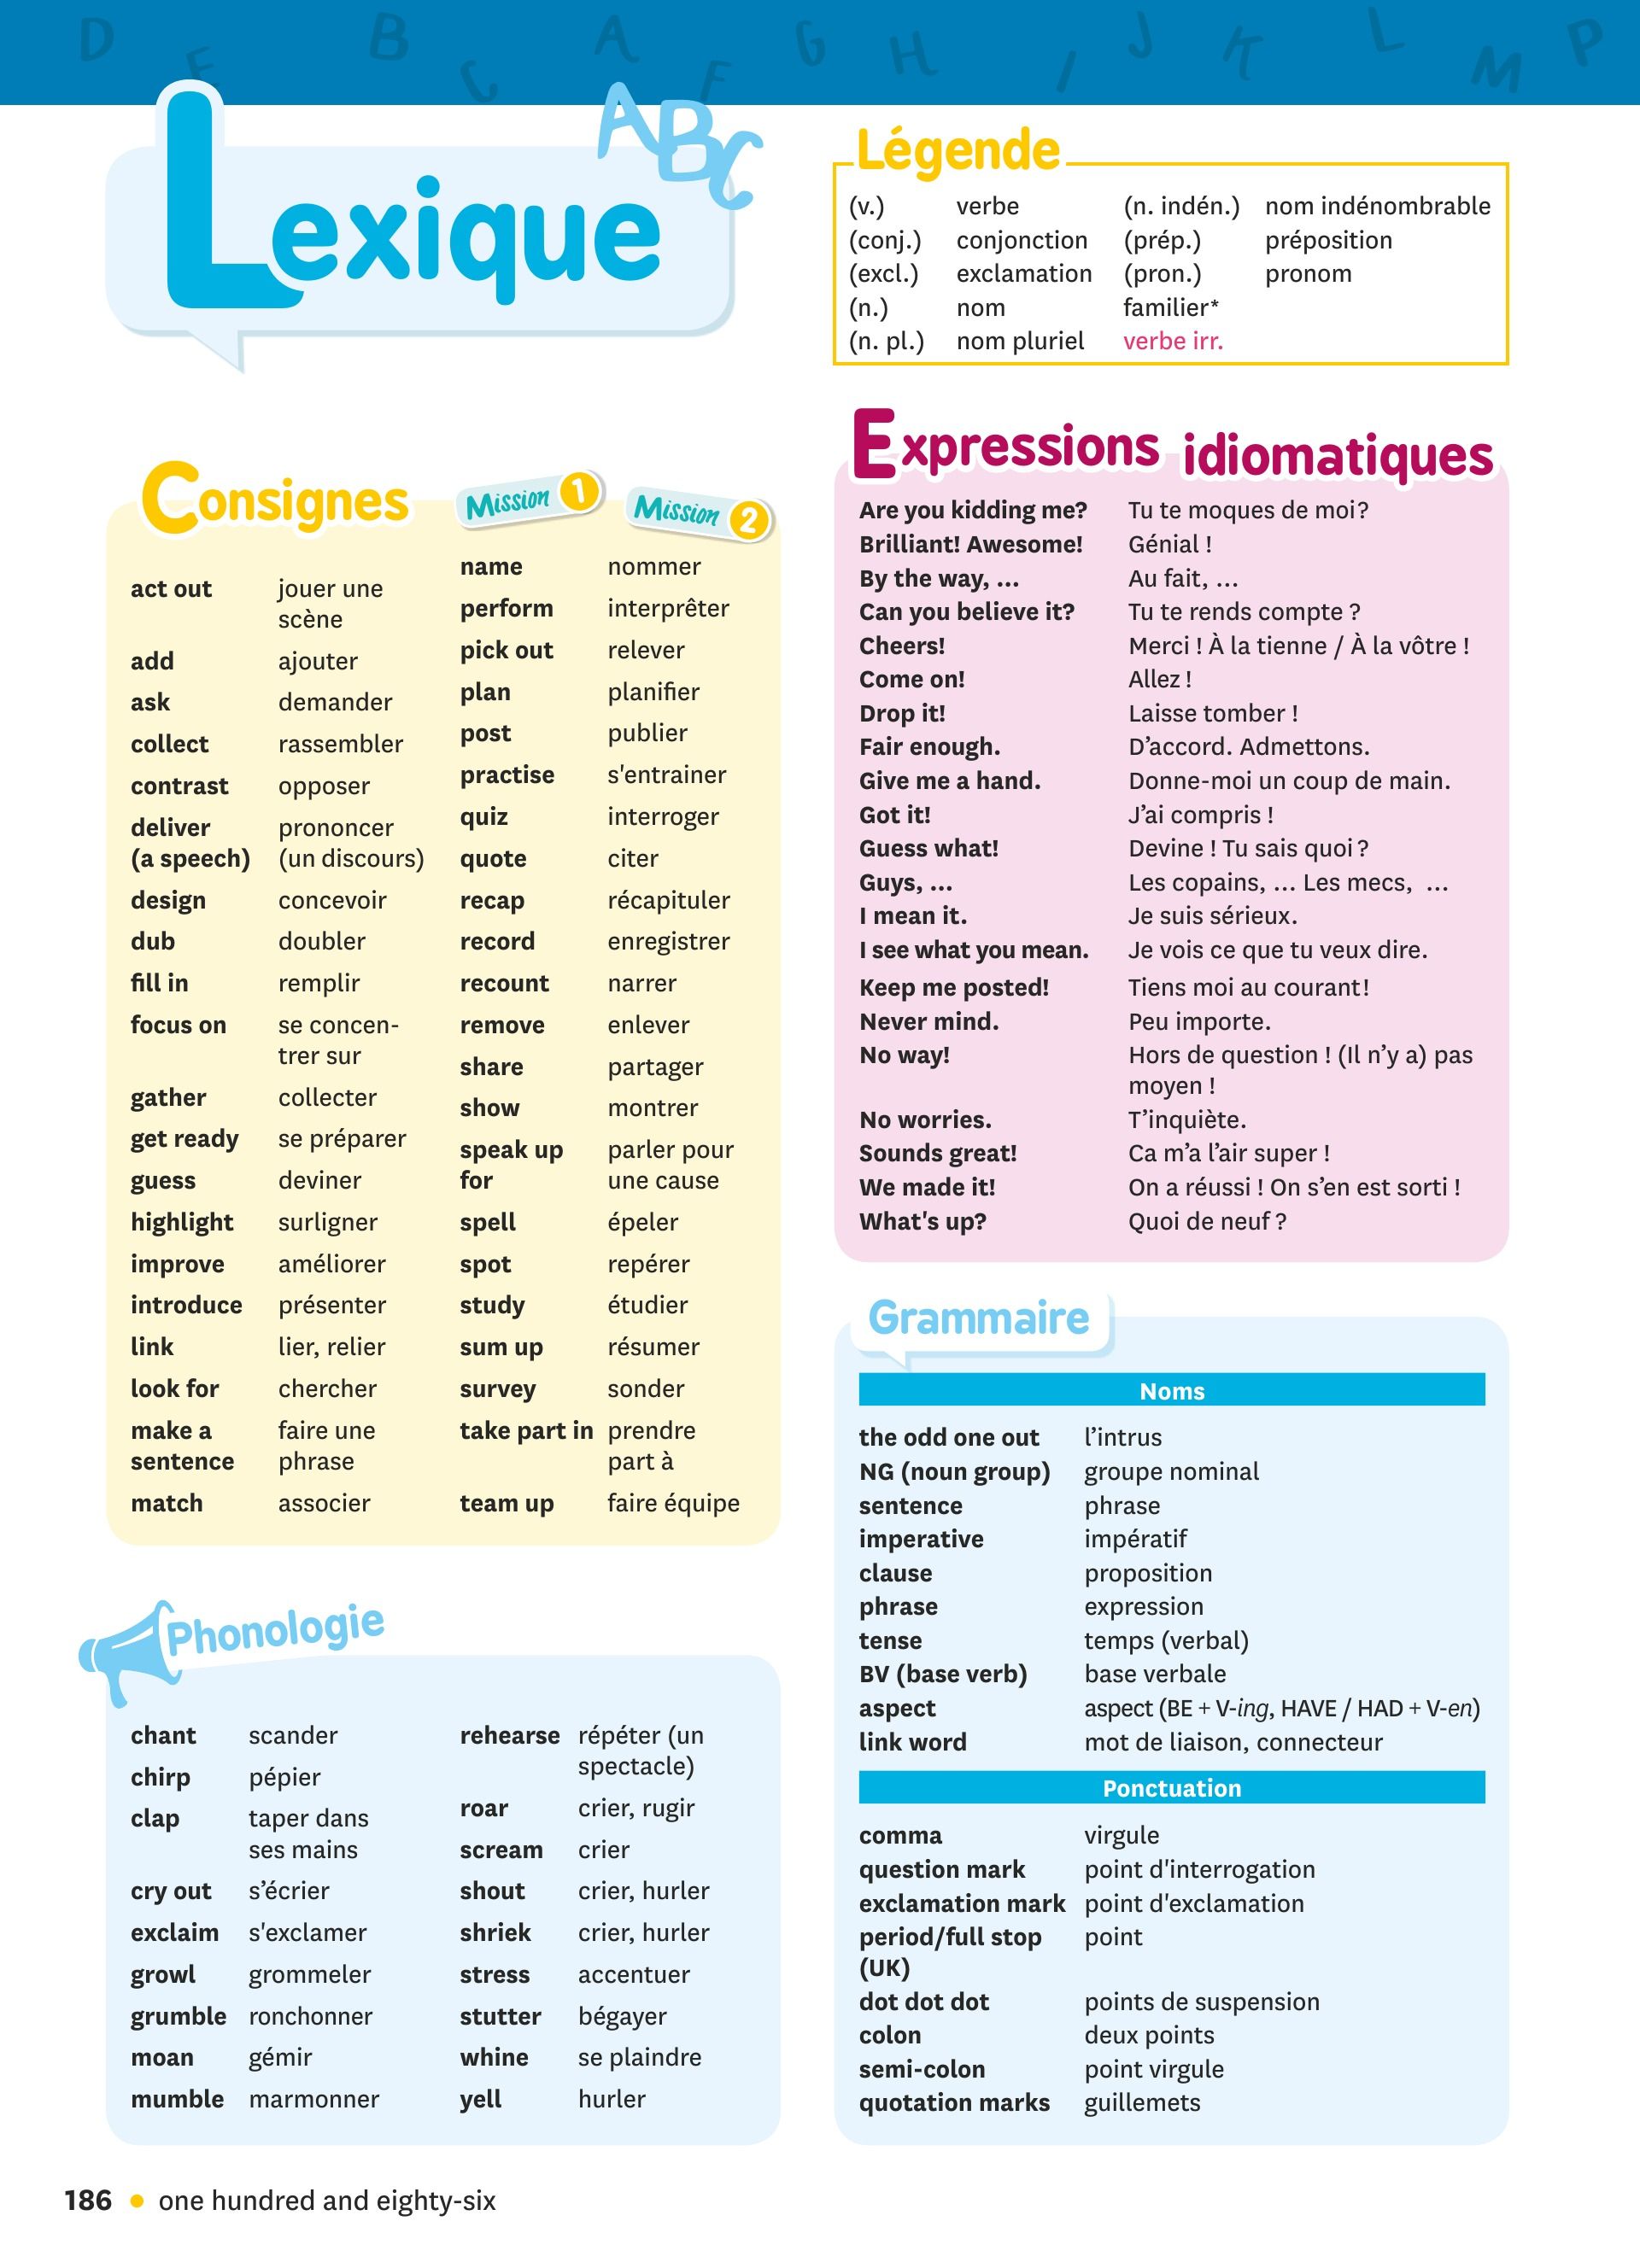 D E B C A F G H I J K L M P
Lexique
ABC
Légende
(v.) verbe (n. indén.) nom indénombrable
(conj.) conjonction (prép.) préposition
(excl.) exclamation (pron.) pronom
(n.) nom familier*
(n. pl.) nom pluriel verbe irr.
Consignes Mission 1 Mission 2
act out jouer une
scène
add ajouter
ask demander
collect rassembler
contrast opposer
deliver prononcer
(a speech) (un discours)
design concevoir
dub doubler
fill in remplir
focus on se concen-
trer sur
gather collecter
get ready se préparer
guess deviner
highlight surligner
improve améliorer
introduce présenter
link lier, relier
look for chercher
make a faire une
sentence phrase
match associer
name nommer
perform interprêter
pick out relever
plan planifier
post publier
practise s'entrainer
quiz interroger
quote citer
recap récapituler
record enregistrer
recount narrer
remove enlever
share partager
show montrer
speak up parler pour
for une cause
spell épeler
spot repérer
study étudier
sum up résumer
survey sonder
take part in prendre
part à
team up faire équipe
Phonologie
chant scander
chirp pépier
clap taper dans
ses mains
cry out s’écrier
exclaim s'exclamer
growl grommeler
grumble ronchonner
moan gémir
mumble marmonner
rehearse répéter (un
spectacle)
roar crier, rugir
scream crier
shout crier, hurler
shriek crier, hurler
stress accentuer
stutter bégayer
whine se plaindre
yell hurler
Expressions idiomatiques
Are you kidding me? Tu te moques de moi?
Brilliant! Awesome! Génial !
By the way, … Au fait, …
Can you believe it? Tu te rends compte ?
Cheers! Merci ! À la tienne / À la vôtre !
Come on! Allez !
Drop it! Laisse tomber !
Fair enough. D’accord. Admettons.
Give me a hand. Donne-moi un coup de main.
Got it! J’ai compris !
Guess what! Devine ! Tu sais quoi ?
Guys, … Les copains, … Les mecs, …
I mean it. Je suis sérieux.
I see what you mean. Je vois ce que tu veux dire.
Keep me posted! Tiens moi au courant!
Never mind. Peu importe.
No way! Hors de question ! (Il n’y a) pas
moyen !
No worries. T’inquiète.
Sounds great! Ca m’a l’air super !
We made it! On a réussi ! On s’en est sorti !
What's up? Quoi de neuf ?
Grammaire
Noms
the odd one out l’intrus
NG (noun group) groupe nominal
sentence phrase
imperative impératif
clause proposition
phrase expression
tense temps (verbal)
BV (base verb) base verbale
aspect aspect (BE + V-ing, HAVE / HAD + V-en)
link word mot de liaison, connecteur
Ponctuation
comma virgule
question mark point d'interrogation
exclamation mark point d'exclamation
period/full stop point
(UK)
dot dot dot points de suspension
colon deux points
semi-colon point virgule
quotation marks guillemets
186 • one hundred and eighty-six